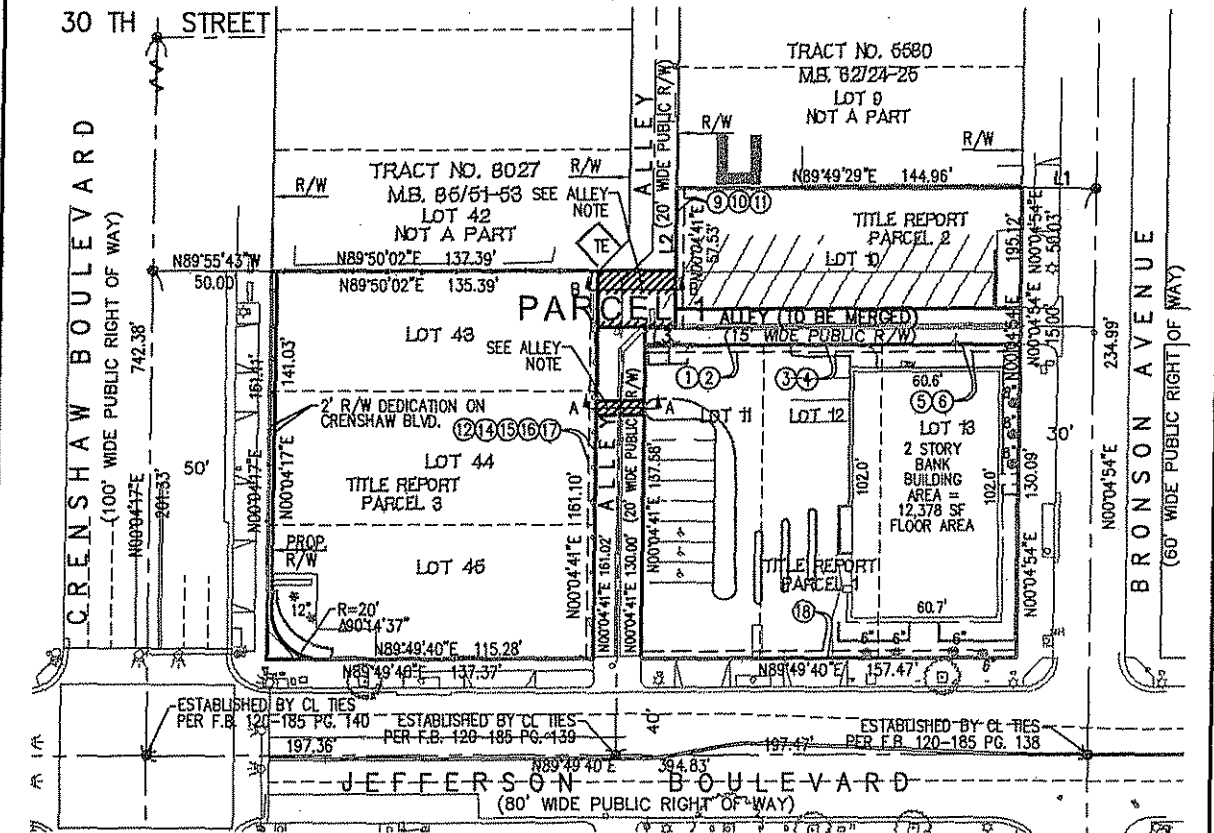 30 TH STREET
CRENSHAW BOULEVARD
(100' WIDE PUBLIC RIGHT OF WAY)
N00°04'17"E
742.38'
201.33'
N89°55'43"W
50.00'
50'
161.11'
N00°04'17"E
141.03'
N00°04'17"E
R/W
TRACT NO. 8027
M.B. 86/51-53
LOT 42
NOT A PART
R/W
SEE ALLEY
NOTE
TE
N89°50'02"E 137.39'
N89°50'02"E 135.39'
B
PARCEL 1
LOT 43
SEE ALLEY
NOTE
2' R/W DEDICATION ON
CRENSHAW BLVD.
12 14 15 16 17
A A
LOT 44
TITLE REPORT
PARCEL 3
PROP.
R/W
LOT 45
12"
R=20'
Δ90°14'37"
N89°49'40"E 115.28'
N89°49'40"E 137.37'
N00°04'41"E 161.10'
N00°04'41"E 161.02'
N00°04'41"E 130.00'
ALLEY
(20' WIDE PUBLIC R/W)
N00°04'41"E 137.58'
ALLEY
L2 (20' WIDE PUBLIC R/W)
TRACT NO. 6580
M.B. 62/24-25
LOT 9
NOT A PART
R/W
R/W
N89°49'29"E 144.96'
L1
9 10 11
N00°04'41"E
57.53'
TITLE REPORT
PARCEL 2
LOT 10
195.12'
N00°04'54"E
N00°04'54"E
50.03'
N00°04'54"E
15.00'
ALLEY (TO BE MERGED)
(15' WIDE PUBLIC R/W)
1 2
3 4
5 6
LOT 11
LOT 12
LOT 13
60.6'
2 STORY
BANK
BUILDING
AREA =
12,378 SF
FLOOR AREA
102.0'
102.0'
60.7'
TITLE REPORT
PARCEL 1
18
6" 6" 6"
N89°49'40"E 157.47'
N00°04'54"E
130.09'
30'
234.99'
N00°04'54"E
BRONSON AVENUE
(60' WIDE PUBLIC RIGHT OF WAY)
ESTABLISHED BY CL TIES
PER F.B. 120-185 PG. 140
ESTABLISHED BY CL TIES
PER F.B. 120-185 PG. 139
40'
ESTABLISHED BY CL TIES
PER F.B. 120-185 PG. 138
197.36'
197.47'
N89°49'40"E 394.83'
JEFFERSON BOULEVARD
(80' WIDE PUBLIC RIGHT OF WAY)